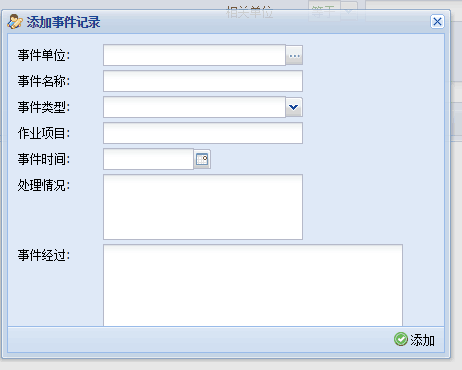 相关单位 等于
添加事件记录
事件单位:
事件名称:
事件类型:
作业项目:
事件时间:
处理情况:
事件经过:
添加